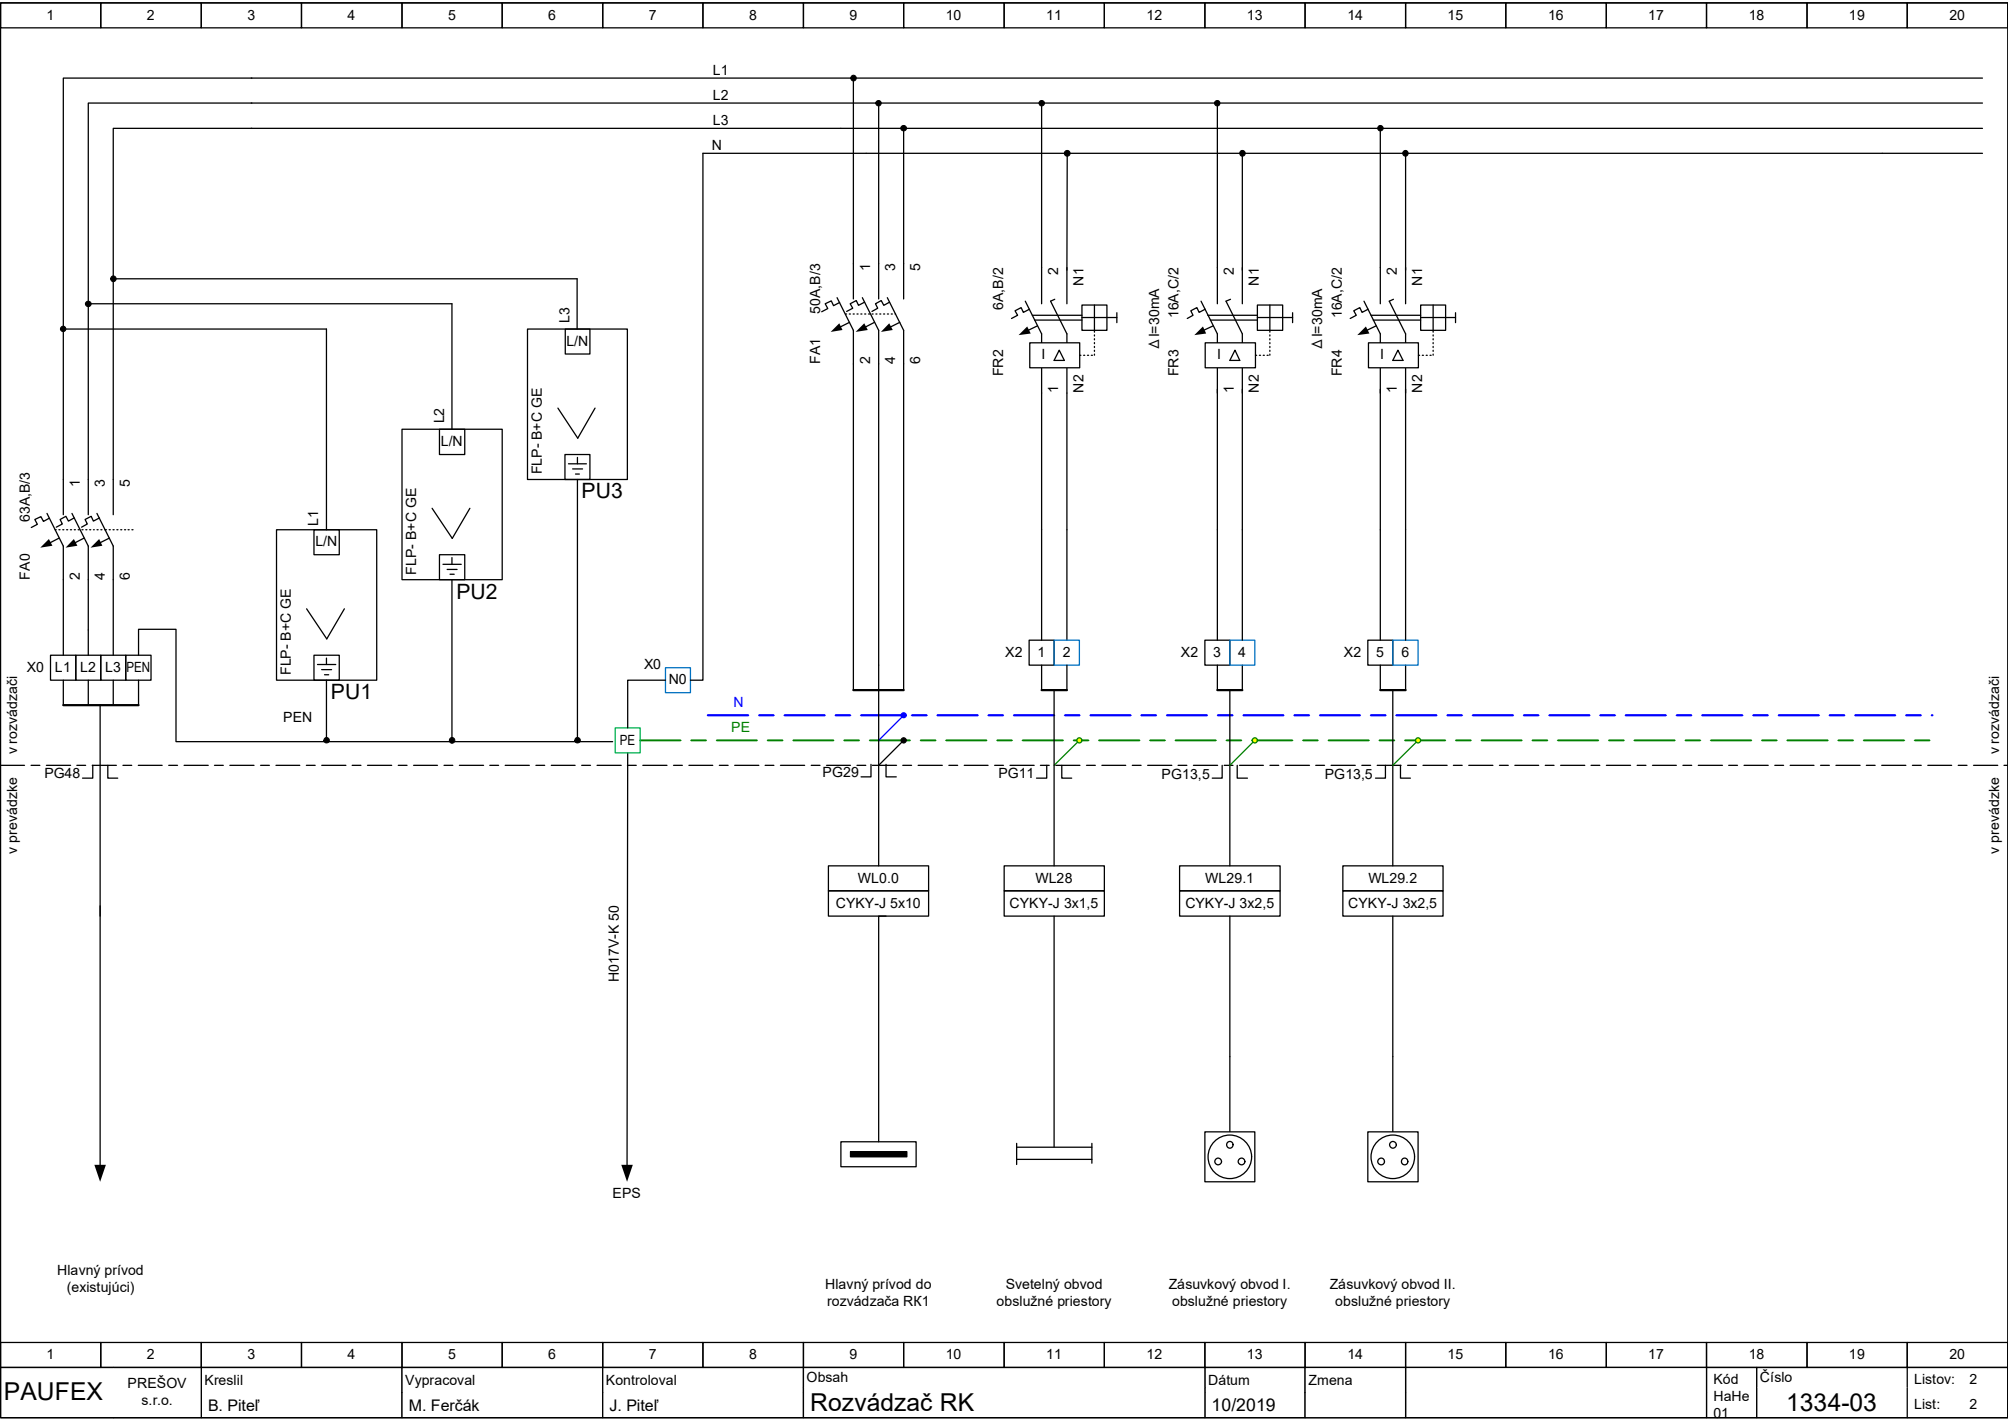 1 2 3 4 5 6 7 8 9 10 11 12 13 14 15 16 17 18 19 20
L1
L2
L3
N
63A,B/3
FA0
1 3 5
2 4 6
X0 L1 L2 L3 PEN
PG48
L1
L/N
FLP- B+C GE
PU1
PEN
L2
L/N
FLP- B+C GE
PU2
L3
L/N
FLP- B+C GE
PU3
X0
N0
PE
H017V-K 50
EPS
N
PE
50A,B/3
FA1
1 3 5
2 4 6
PG29
WL0.0
CYKY-J 5x10
6A,B/2
FR2
2 N1
I Δ
1 N2
X2 1 2
PG11
WL28
CYKY-J 3x1,5
Δ I=30mA
16A,C/2
FR3
2 N1
I Δ
1 N2
X2 3 4
PG13,5
WL29.1
CYKY-J 3x2,5
Δ I=30mA
16A,C/2
FR4
2 N1
I Δ
1 N2
X2 5 6
PG13,5
WL29.2
CYKY-J 3x2,5
v rozvádzači
v prevádzke
v rozvádzači
v prevádzke
Hlavný prívod
(existujúci)
Hlavný prívod do
rozvádzača RK1
Svetelný obvod
obslužné priestory
Zásuvkový obvod I.
obslužné priestory
Zásuvkový obvod II.
obslužné priestory
1 2 3 4 5 6 7 8 9 10 11 12 13 14 15 16 17 18 19 20
PAUFEX
PREŠOV
s.r.o.
Kreslil
B. Piteľ
Vypracoval
M. Ferčák
Kontroloval
J. Piteľ
Obsah
Rozvádzač RK
Dátum
10/2019
Zmena
Kód
HaHe
01
Číslo
1334-03
Listov: 2
List: 2